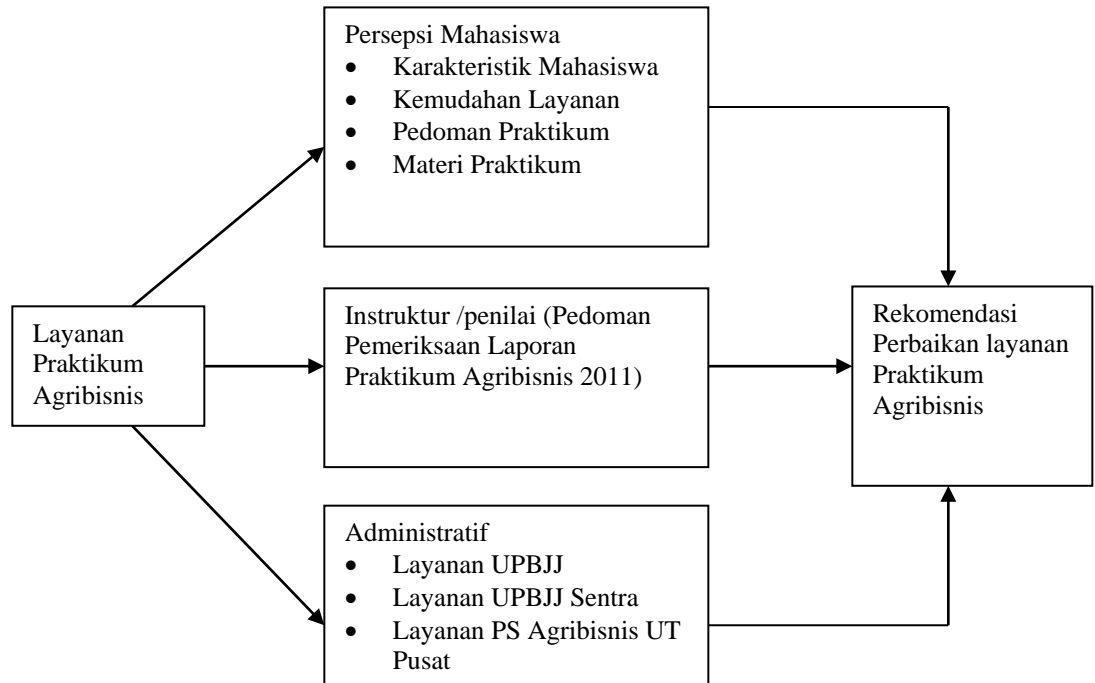 Persepsi Mahasiswa
• Karakteristik Mahasiswa
• Kemudahan Layanan
• Pedoman Praktikum
• Materi Praktikum
Layanan
Praktikum
Agribisnis
Instruktur /penilai (Pedoman
Pemeriksaan Laporan
Praktikum Agribisnis 2011)
Rekomendasi
Perbaikan layanan
Praktikum
Agribisnis
Administratif
• Layanan UPBJJ
• Layanan UPBJJ Sentra
• Layanan PS Agribisnis UT
Pusat